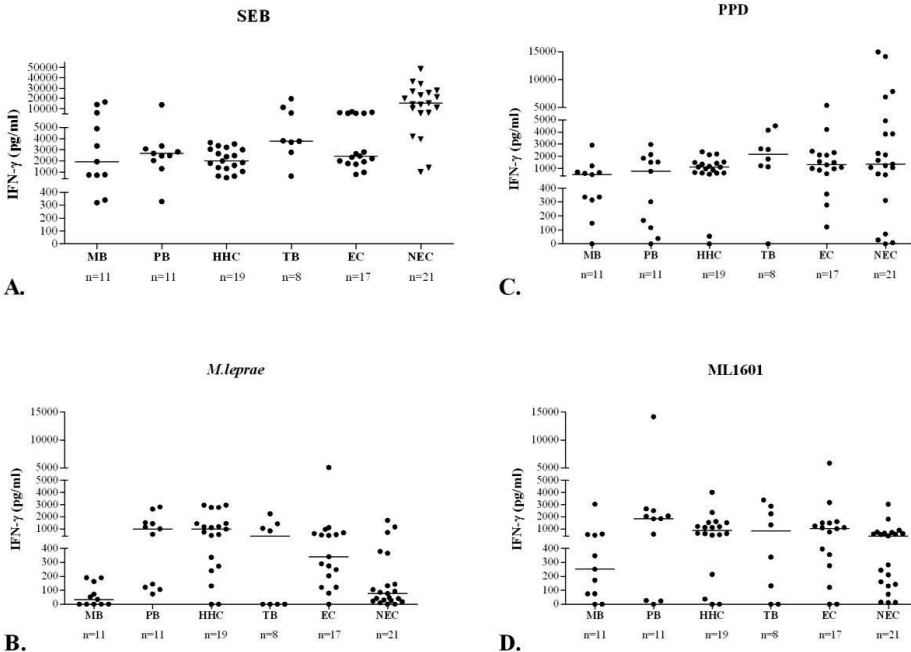 SEB
IFN-γ (pg/ml)
50000
40000
30000
20000
10000
5000
4000
3000
2000
1000
400
300
200
100
0
MB PB HHC TB EC NEC
n=11 n=11 n=19 n=8 n=17 n=21
A.
PPD
IFN-γ (pg/ml)
15000
10000
5000
5000
4000
3000
2000
1000
400
300
200
100
0
MB PB HHC TB EC NEC
n=11 n=11 n=19 n=8 n=17 n=21
C.
M.leprae
IFN-γ (pg/ml)
15000
10000
5000
5000
4000
3000
2000
1000
400
300
200
100
0
MB PB HHC TB EC NEC
n=11 n=11 n=19 n=8 n=17 n=21
B.
ML1601
IFN-γ (pg/ml)
15000
10000
5000
5000
4000
3000
2000
1000
400
300
200
100
0
MB PB HHC TB EC NEC
n=11 n=11 n=19 n=8 n=17 n=21
D.